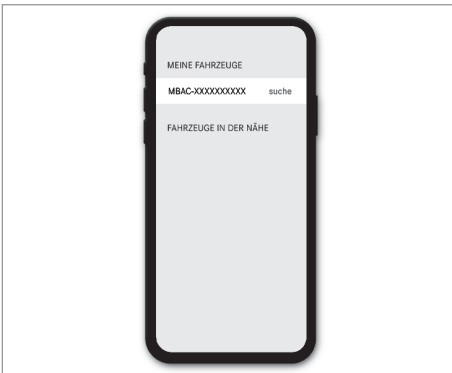 MEINE FAHRZEUGE
MBAC-XXXXXXXXXX suche
FAHRZEUGE IN DER NÄHE